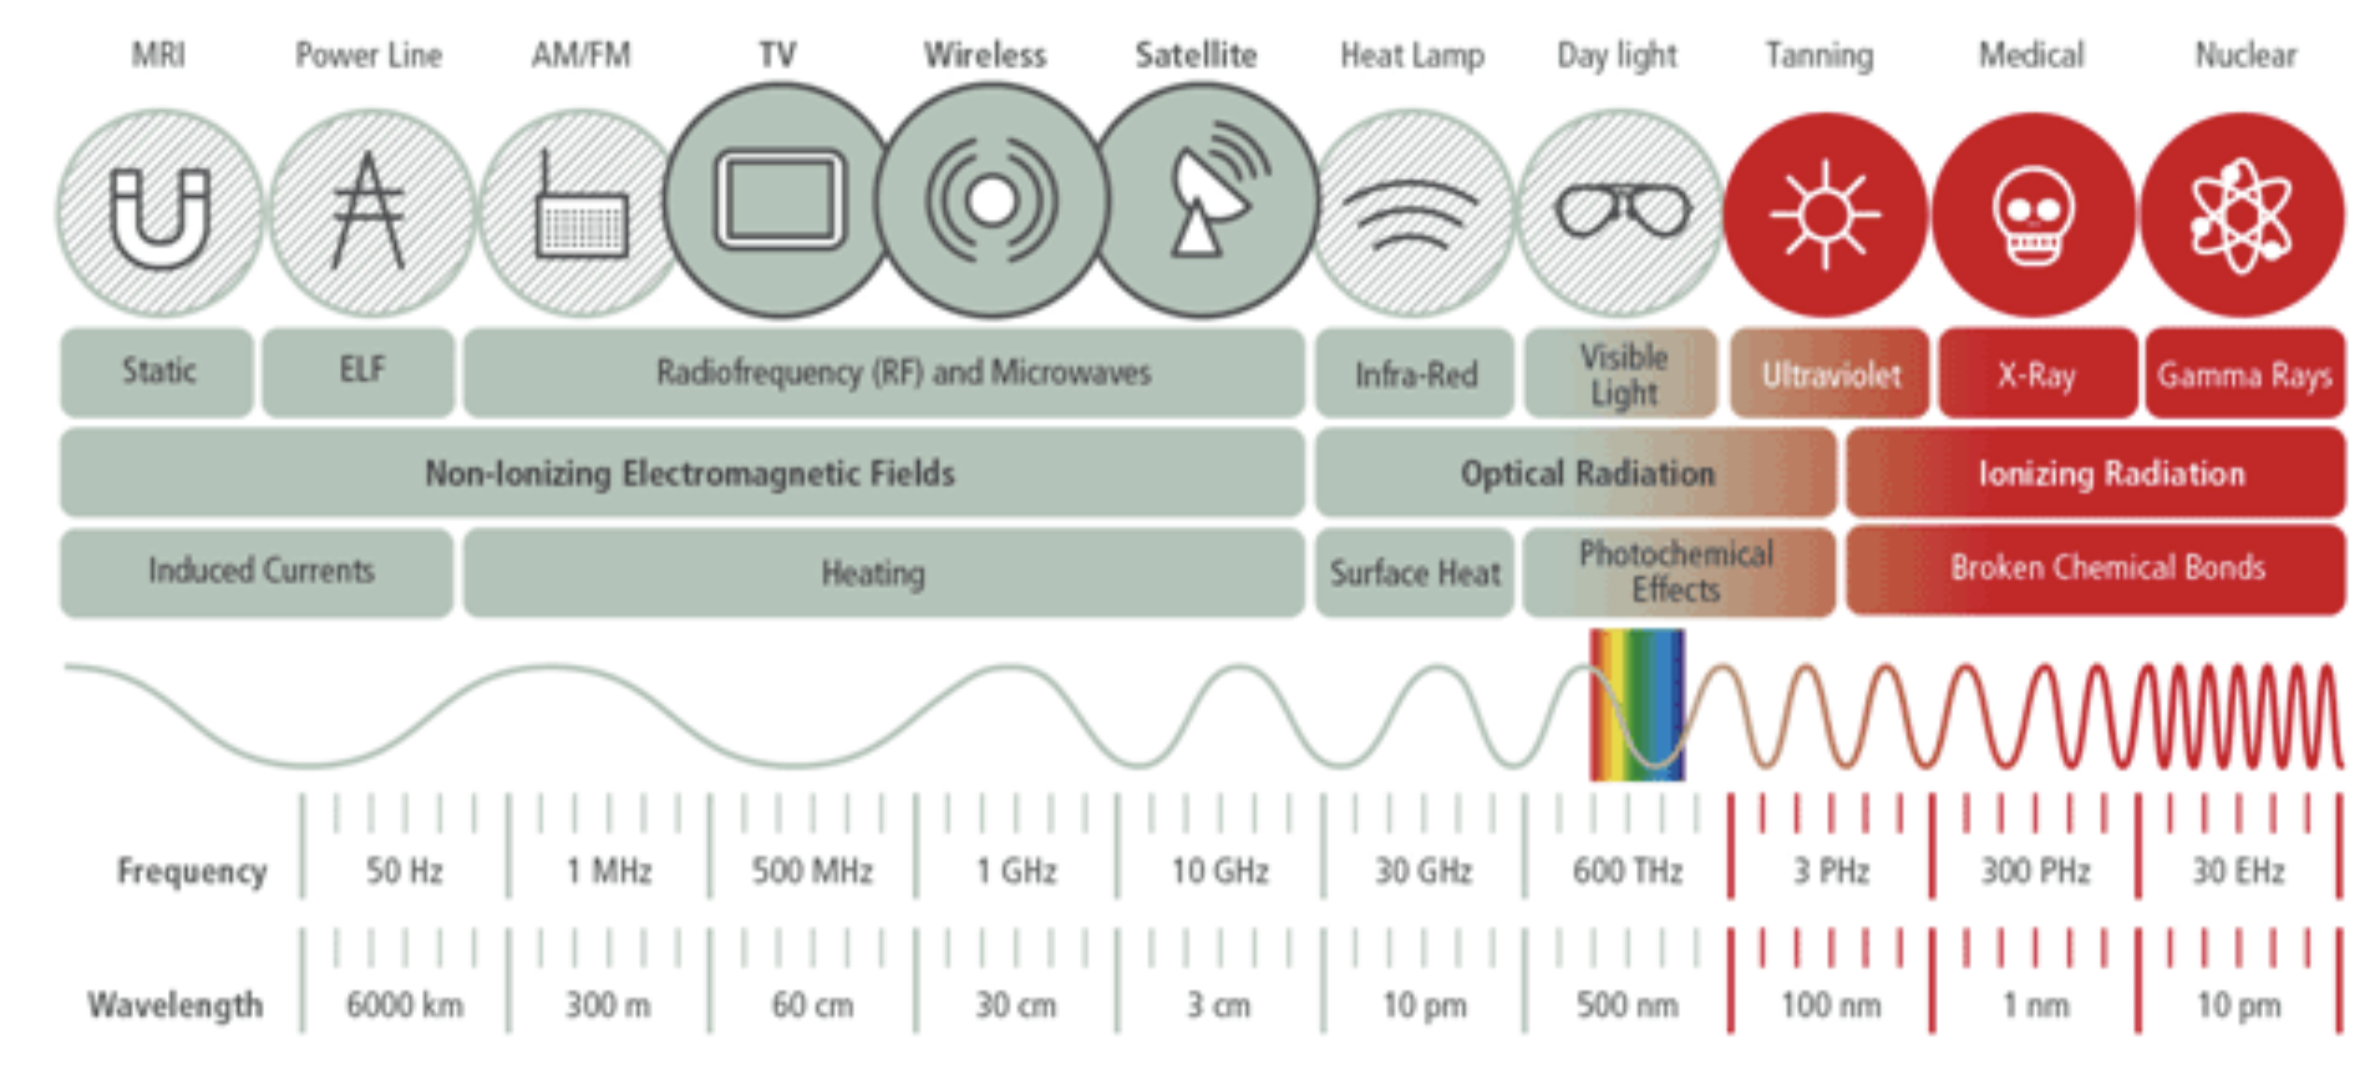 MRI Power Line AM/FM TV Wireless Satellite Heat Lamp Day light Tanning Medical Nuclear
Static ELF Radiofrequency (RF) and Microwaves Infra-Red Visible Light Ultraviolet X-Ray Gamma Rays
Non-Ionizing Electromagnetic Fields Optical Radiation Ionizing Radiation
Induced Currents Heating Surface Heat Photochemical Effects Broken Chemical Bonds
Frequency 50 Hz 1 MHz 500 MHz 1 GHz 10 GHz 30 GHz 600 THz 3 PHz 300 PHz 30 EHz
Wavelength 6000 km 300 m 60 cm 30 cm 3 cm 10 pm 500 nm 100 nm 1 nm 10 pm